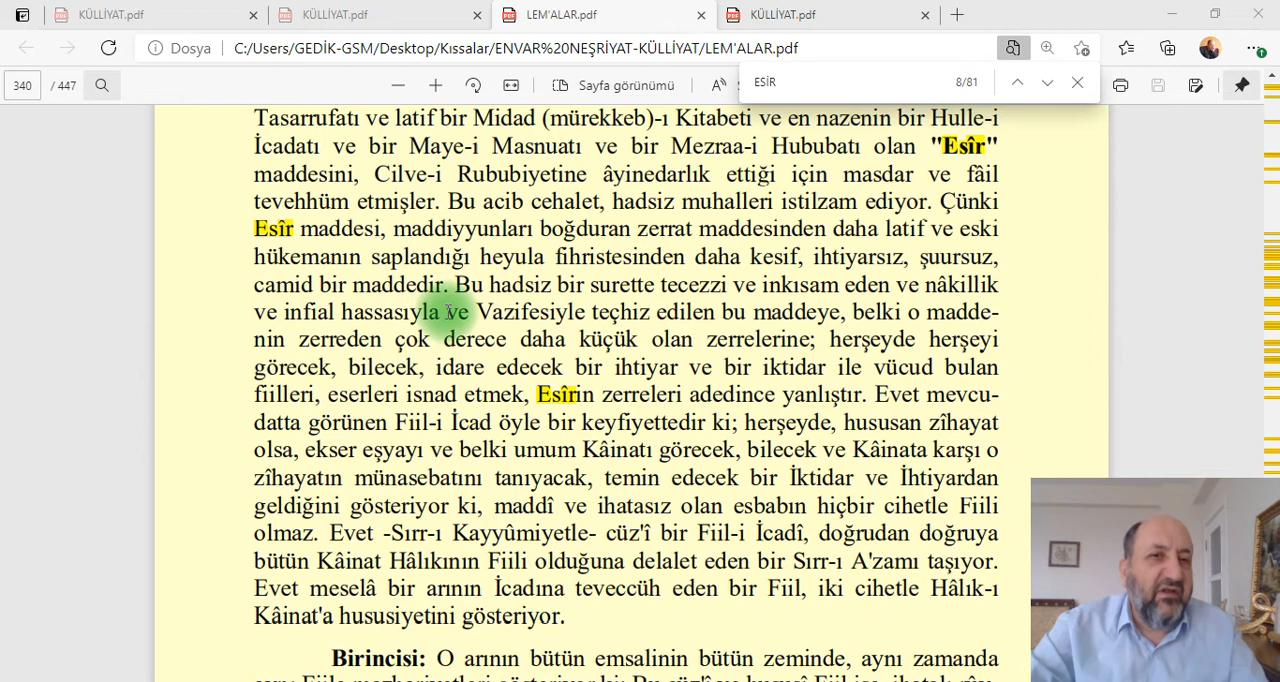 KÜLLİYAT.pdf
KÜLLİYAT.pdf
LEM'ALAR.pdf
KÜLLİYAT.pdf
Dosya
C:/Users/GEDİK-GSM/Desktop/Kıssalar/ENVAR%20NEŞRİYAT-KÜLLİYAT/LEM'ALAR.pdf
340 / 447
Sayfa görünümü
ESİR 8/81
Tasarrufatı ve latif bir Midad (mürekkeb)-ı Kitabeti ve en nazenin bir Hulle-i
İcadatı ve bir Maye-i Masnuatı ve bir Mezraa-i Hububatı olan "Esîr"
maddesini, Cilve-i Rububiyetine âyinedarlık ettiği için masdar ve fâil
tevehhüm etmişler. Bu acib cehalet, hadsiz muhalleri istilzam ediyor. Çünki
Esîr maddesi, maddiyyunları boğduran zerrat maddesinden daha latif ve eski
hükemanın saplandığı heyula fihristesinden daha kesif, ihtiyarsız, şuursuz,
camid bir maddedir. Bu hadsiz bir surette tecezzi ve inkısam eden ve nâkillik
ve infial hassasıyla ve Vazifesiyle teçhiz edilen bu maddeye, belki o madde-
nin zerreden çok derece daha küçük olan zerrelerine; herşeyde herşeyi
görecek, bilecek, idare edecek bir ihtiyar ve bir iktidar ile vücud bulan
fiilleri, eserleri isnad etmek, Esîrin zerreleri adedince yanlıştır. Evet mevcu-
datta görünen Fiil-i İcad öyle bir keyfiyettedir ki; herşeyde, hususan zîhayat
olsa, ekser eşyayı ve belki umum Kâinatı görecek, bilecek ve Kâinata karşı o
zîhayatın münasebatını tanıyacak, temin edecek bir İktidar ve İhtiyardan
geldiğini gösteriyor ki, maddî ve ihatasız olan esbabın hiçbir cihetle Fiili
olmaz. Evet -Sırr-ı Kayyûmiyetle- cüz'î bir Fiil-i İcadî, doğrudan doğruya
bütün Kâinat Hâlıkının Fiili olduğuna delalet eden bir Sırr-ı A'zamı taşıyor.
Evet meselâ bir arının İcadına teveccüh eden bir Fiil, iki cihetle Hâlık-ı
Kâinat'a hususiyetini gösteriyor.
Birincisi: O arının bütün emsalinin bütün zeminde, aynı zamanda